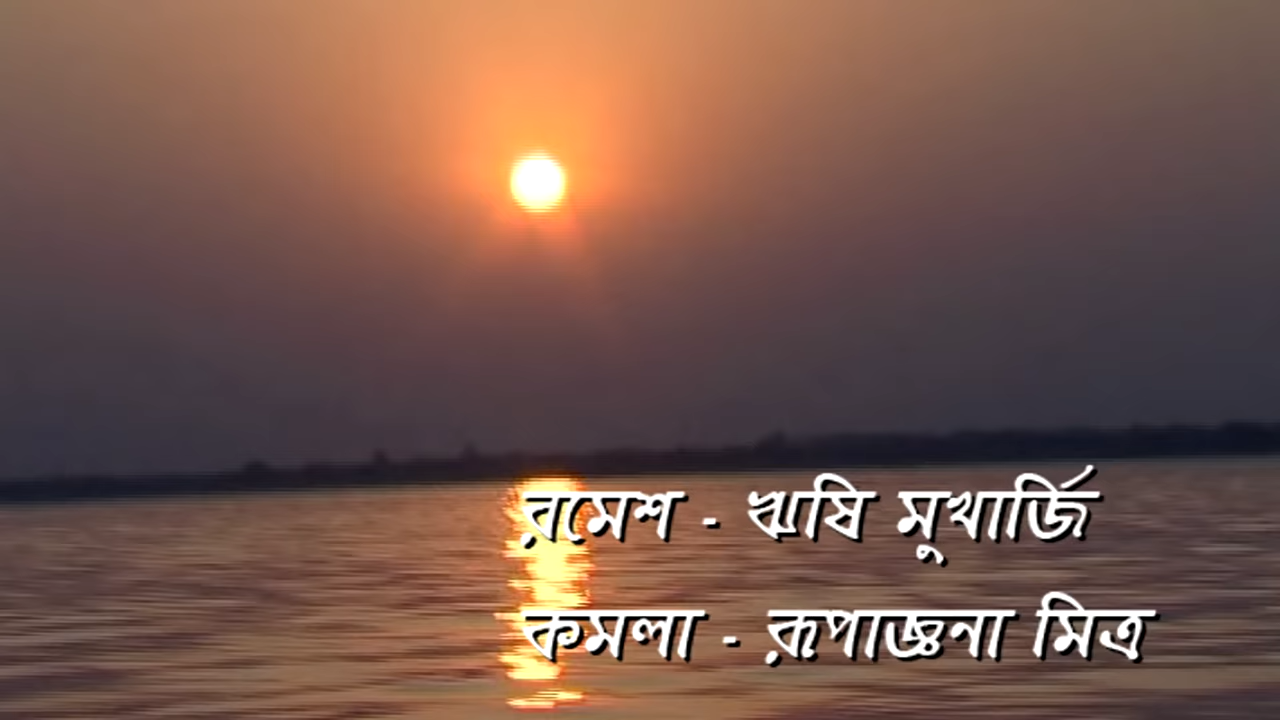 রমেশ - ঋষি মুখার্জি
কমলা - রূপাঞ্জনা মিত্র